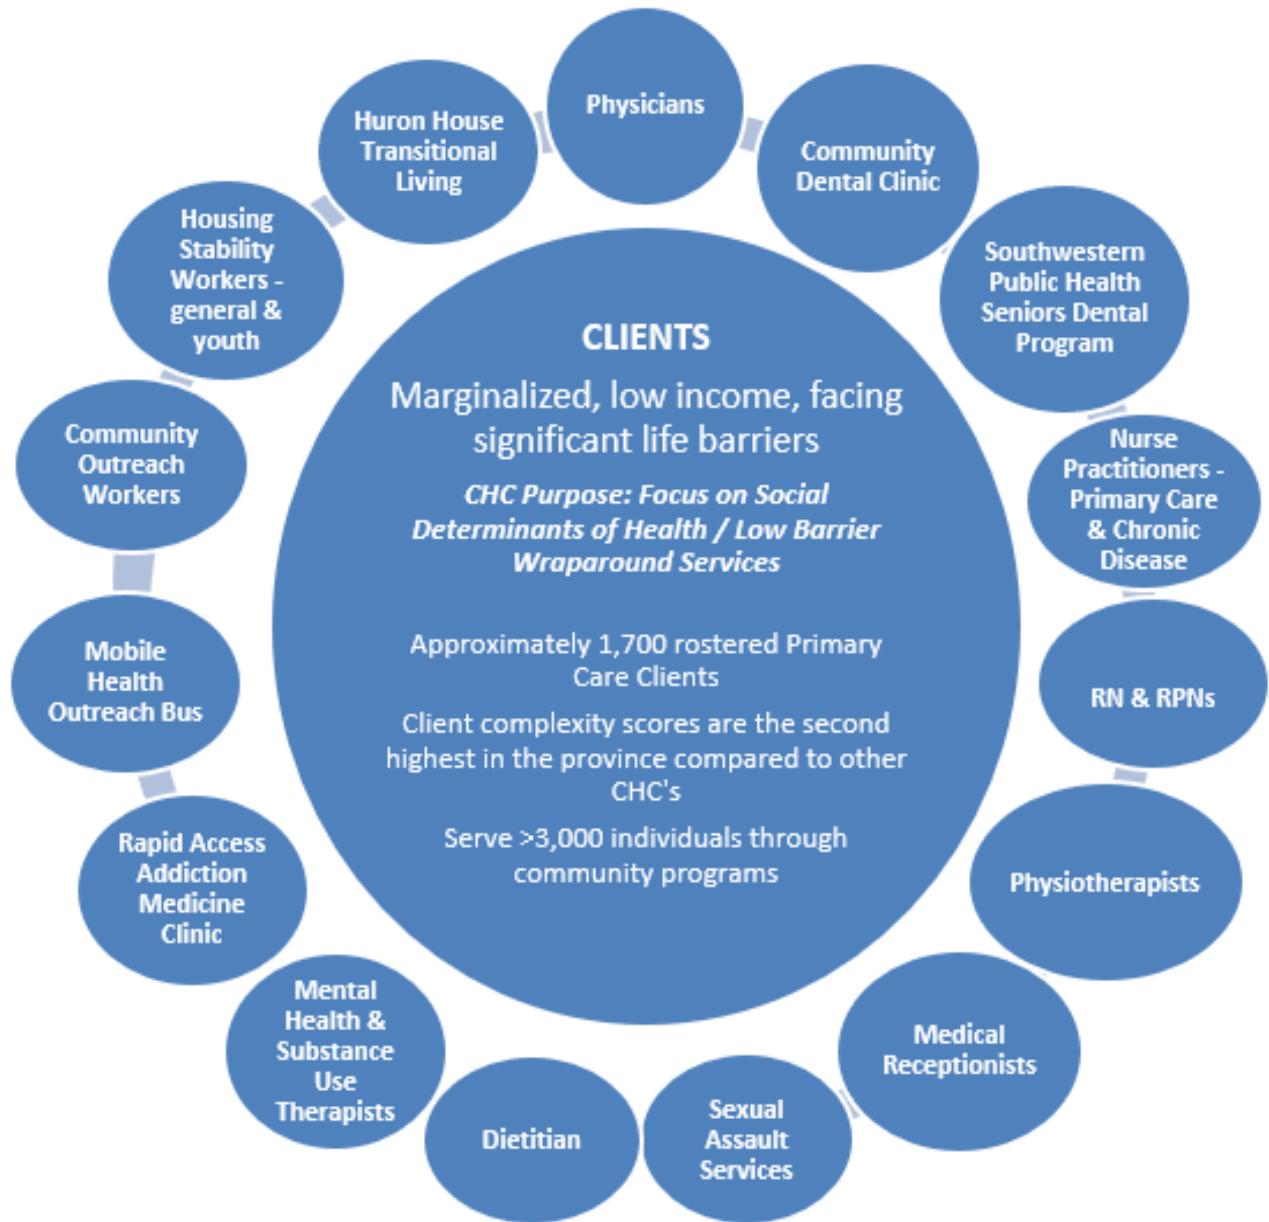 Physicians
Community
Dental Clinic
Southwestern
Public Health
Seniors Dental
Program
Nurse
Practitioners -
Primary Care
& Chronic
Disease
RN & RPNs
Physiotherapists
Medical
Receptionists
Sexual
Assault
Services
Dietitian
Mental
Health &
Substance
Use
Therapists
Rapid Access
Addiction
Medicine
Clinic
Mobile
Health
Outreach Bus
Community
Outreach
Workers
Housing
Stability
Workers -
general &
youth
Huron House
Transitional
Living
CLIENTS
Marginalized, low income, facing
significant life barriers
CHC Purpose: Focus on Social
Determinants of Health / Low Barrier
Wraparound Services
Approximately 1,700 rostered Primary
Care Clients
Client complexity scores are the second
highest in the province compared to other
CHC's
Serve >3,000 individuals through
community programs